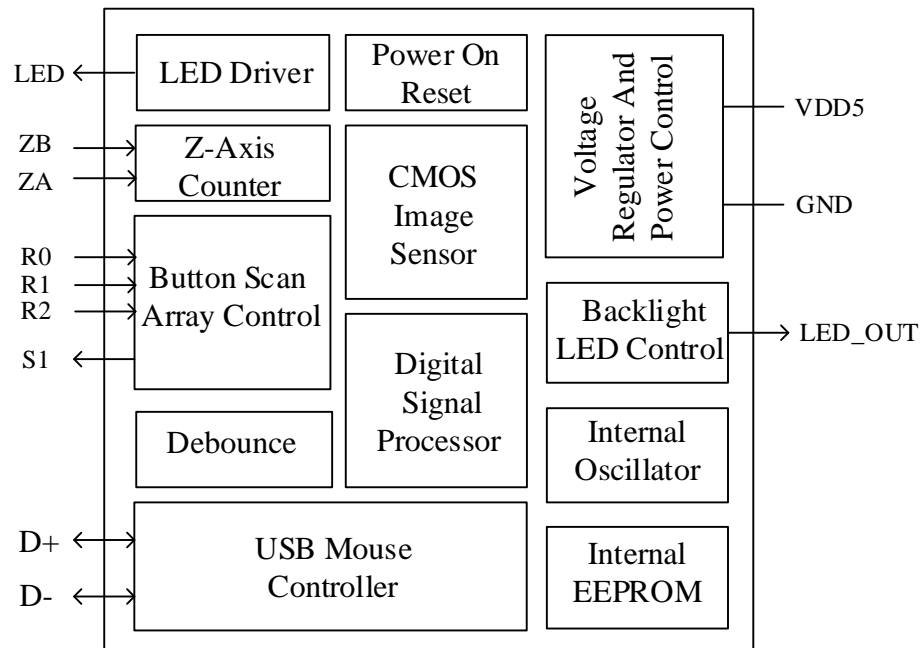 LED
LED Driver
Power On
Reset
Voltage
Regulator And
Power Control
VDD5
GND
ZB
ZA
Z-Axis
Counter
CMOS
Image
Sensor
R0
R1
R2
S1
Button Scan
Array Control
Backlight
LED Control
LED_OUT
Digital
Signal
Processor
Debounce
Internal
Oscillator
D+
D-
USB Mouse
Controller
Internal
EEPROM